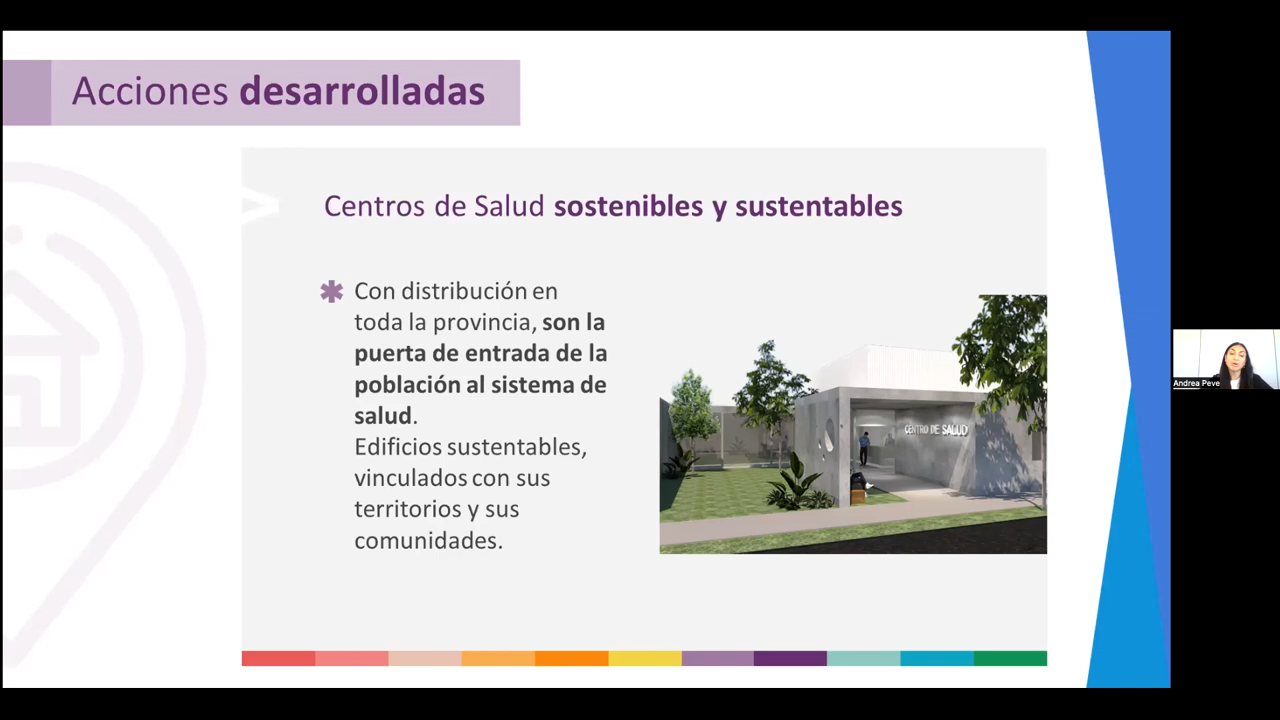 Acciones desarrolladas
Centros de Salud sostenibles y sustentables
Con distribución en
toda la provincia, son la
puerta de entrada de la
población al sistema de
salud.
Edificios sustentables,
vinculados con sus
territorios y sus
comunidades.
CENTRO DE SALUD
Andrea Peve